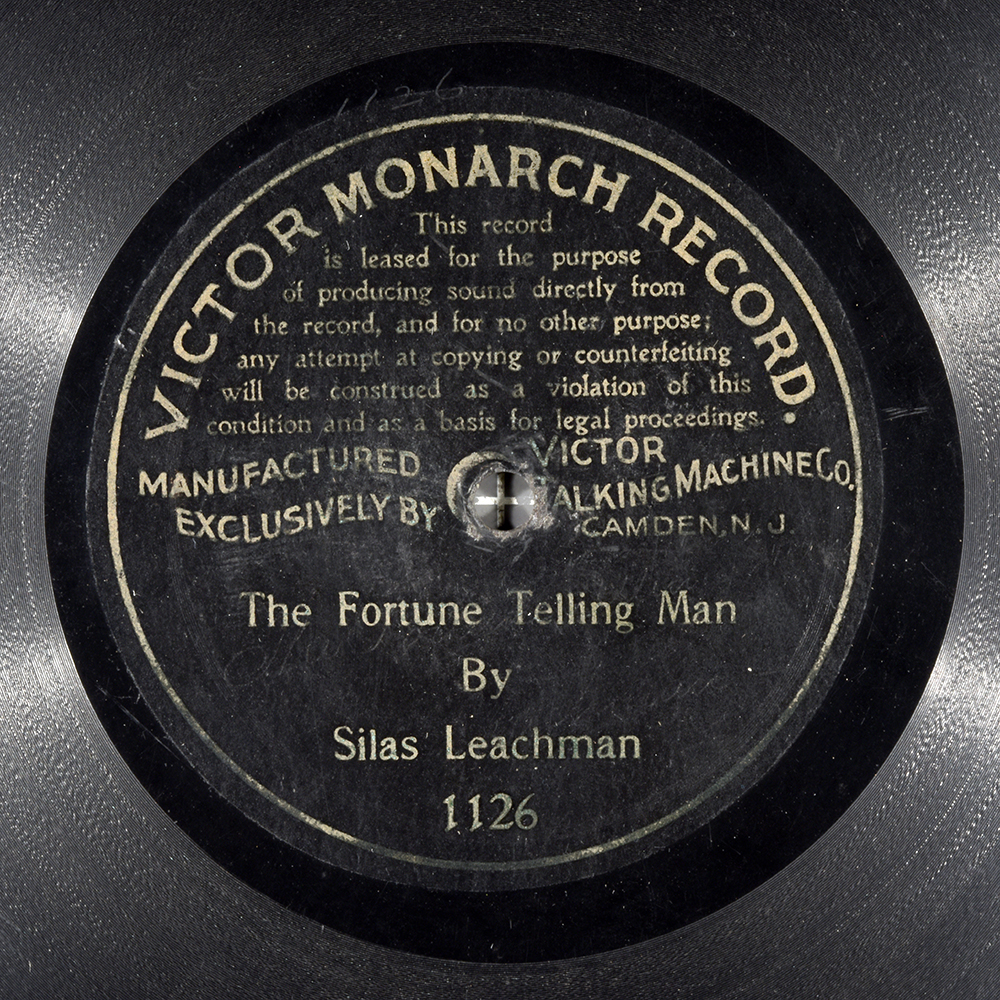 1126
VICTOR MONARCH RECORD.
This record
is leased for the purpose
of producing sound directly from
the record, and for no other purpose;
any attempt at copying or counterfeiting
will be construed as a violation of this
condition and as a basis for legal proceedings.
MANUFACTURED
EXCLUSIVELY BY
VICTOR
TALKING MACHINE CO.
CAMDEN, N. J.
The Fortune Telling Man
By
Silas Leachman
1126